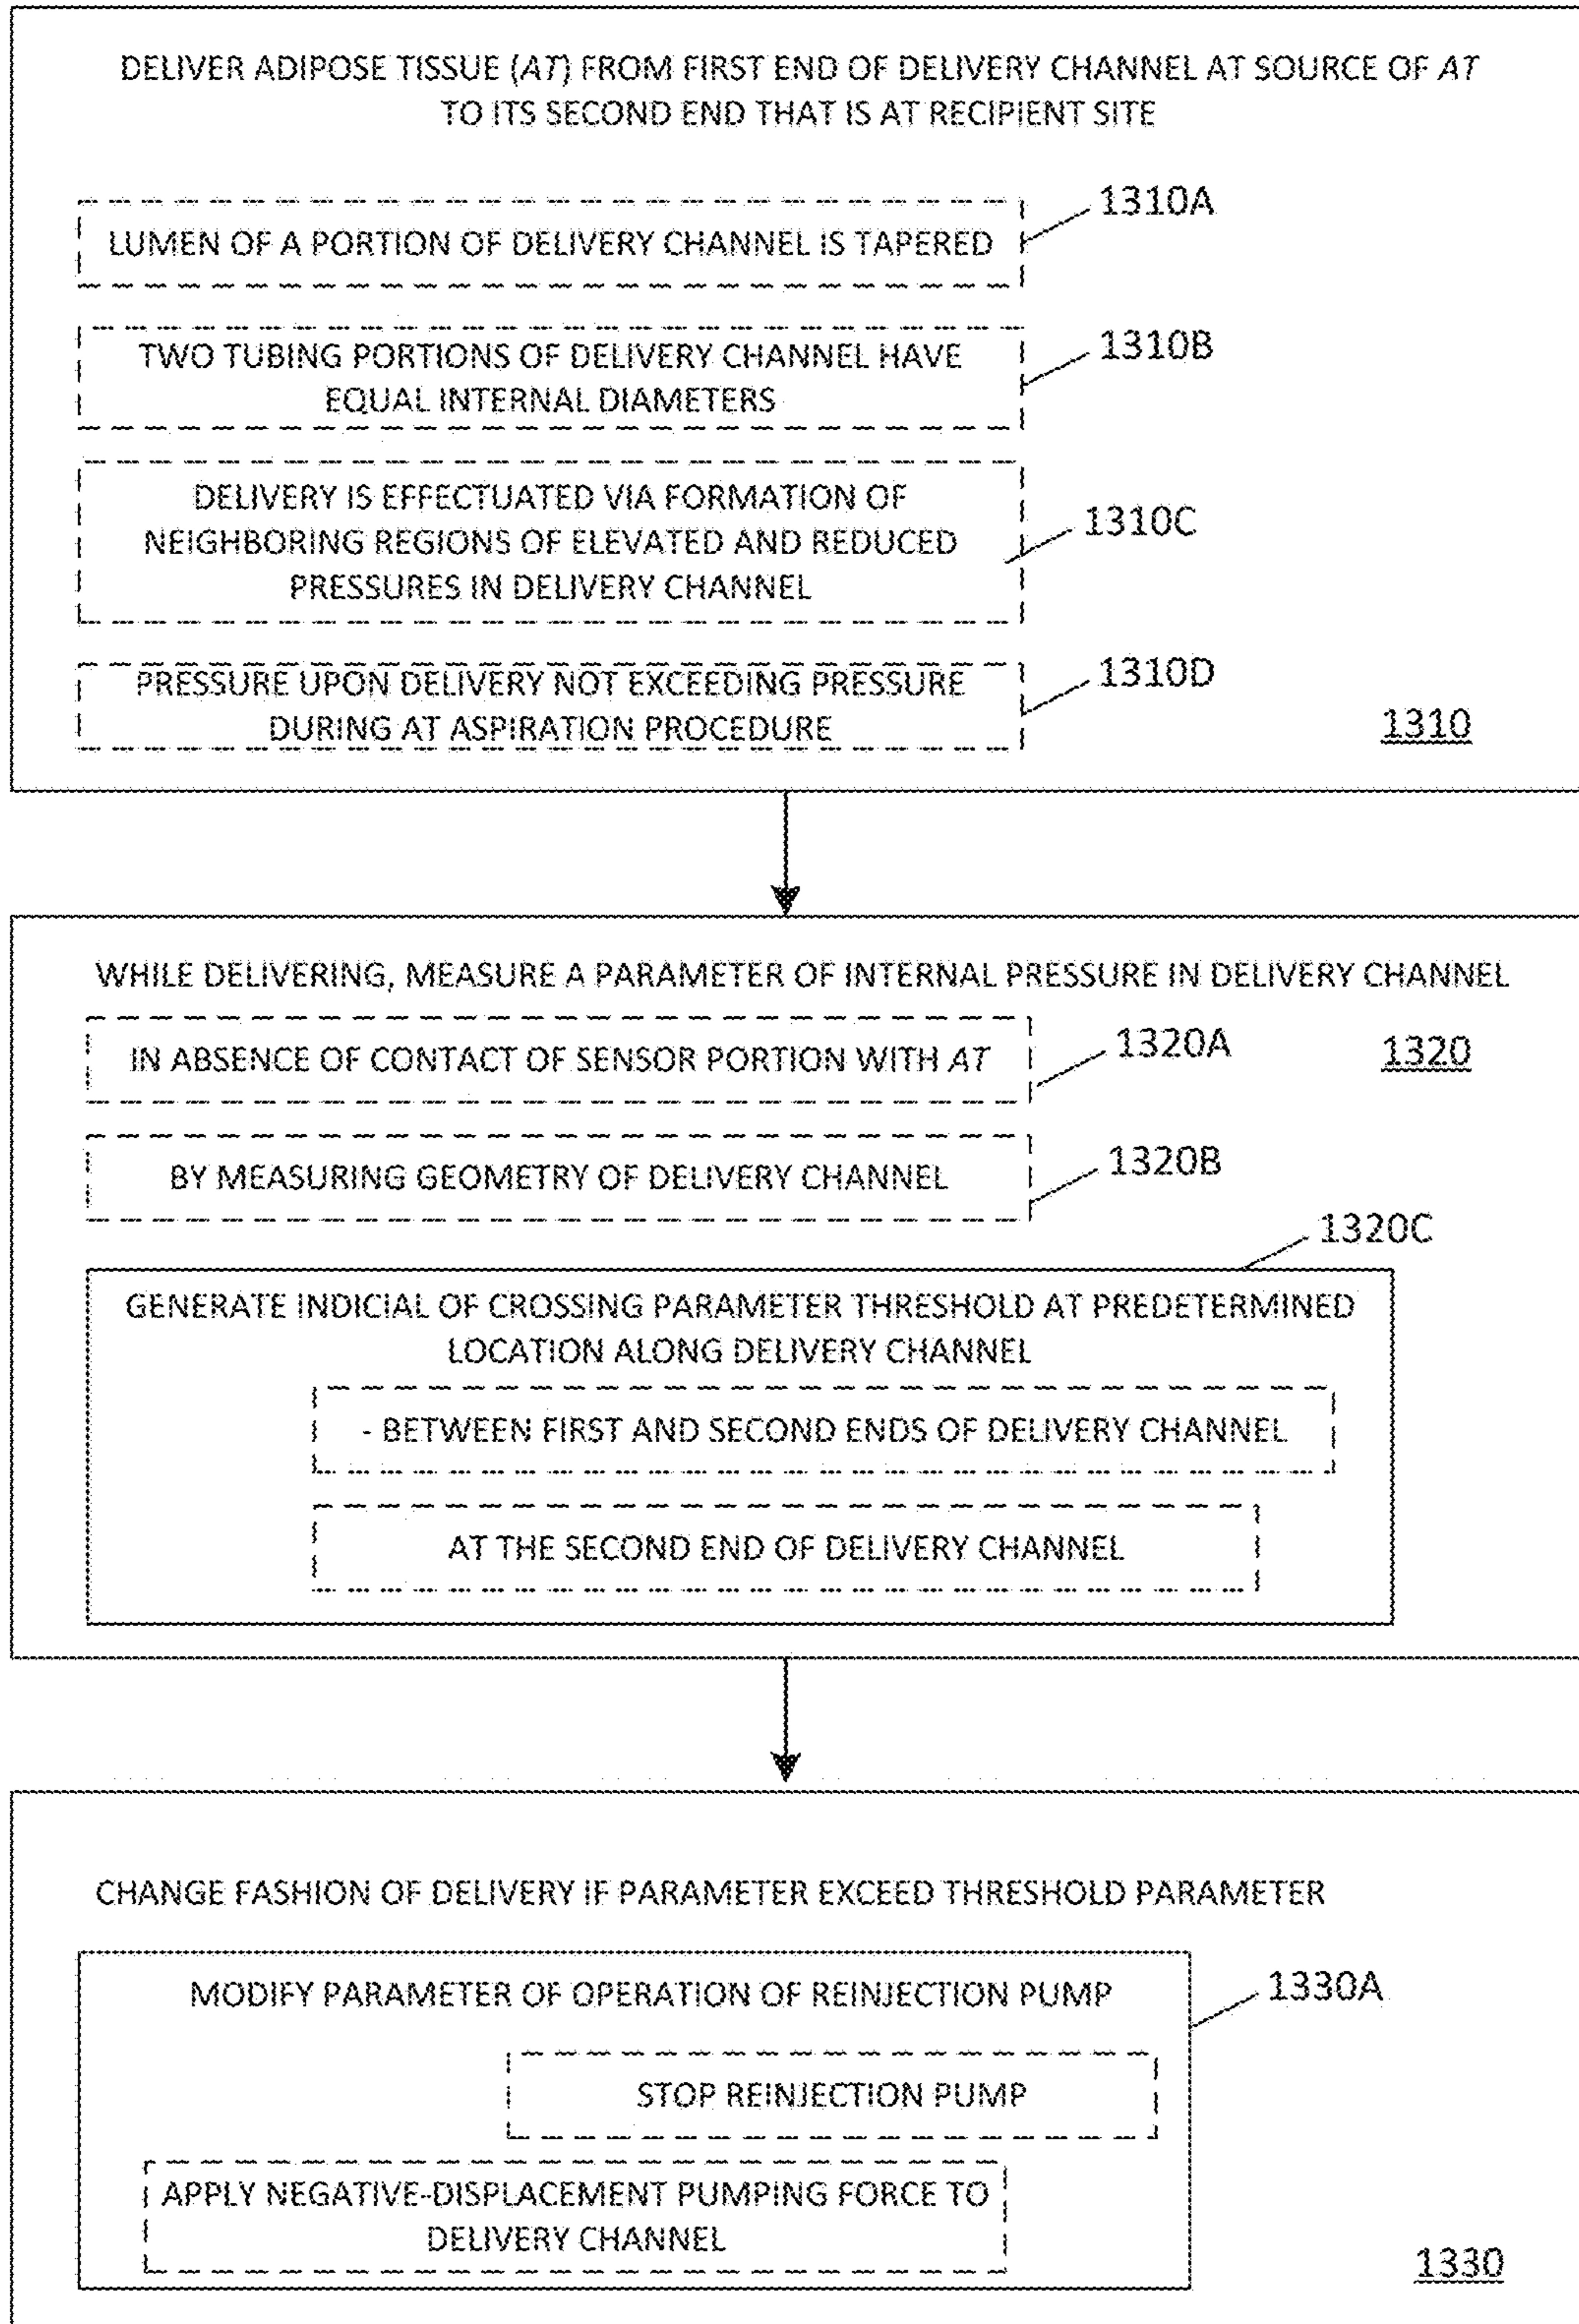 DELIVER ADIPOSE TISSUE (AT) FROM FIRST END OF DELIVERY CHANNEL AT SOURCE OF AT
TO ITS SECOND END THAT IS AT RECIPIENT SITE
1310A
LUMEN OF A PORTION OF DELIVERY CHANNEL IS TAPERED
1310B
TWO TUBING PORTIONS OF DELIVERY CHANNEL HAVE
EQUAL INTERNAL DIAMETERS
DELIVERY IS EFFECTUATED VIA FORMATION OF
1310C
NEIGHBORING REGIONS OF ELEVATED AND REDUCED
PRESSURES IN DELIVERY CHANNEL
1310D
PRESSURE UPON DELIVERY NOT EXCEEDING PRESSURE
DURING AT ASPIRATION PROCEDURE
1310
WHILE DELIVERING, MEASURE A PARAMETER OF INTERNAL PRESSURE IN DELIVERY CHANNEL
IN ABSENCE OF CONTACT OF SENSOR PORTION WITH AT
1320A
1320
BY MEASURING GEOMETRY OF DELIVERY CHANNEL
1320B
1320C
GENERATE INDICIAL OF CROSSING PARAMETER THRESHOLD AT PREDETERMINED
LOCATION ALONG DELIVERY CHANNEL
- BETWEEN FIRST AND SECOND ENDS OF DELIVERY CHANNEL
AT THE SECOND END OF DELIVERY CHANNEL
CHANGE FASHION OF DELIVERY IF PARAMETER EXCEED THRESHOLD PARAMETER
MODIFY PARAMETER OF OPERATION OF REINJECTION PUMP
1330A
STOP REINJECTION PUMP
APPLY NEGATIVE-DISPLACEMENT PUMPING FORCE TO
DELIVERY CHANNEL
1330